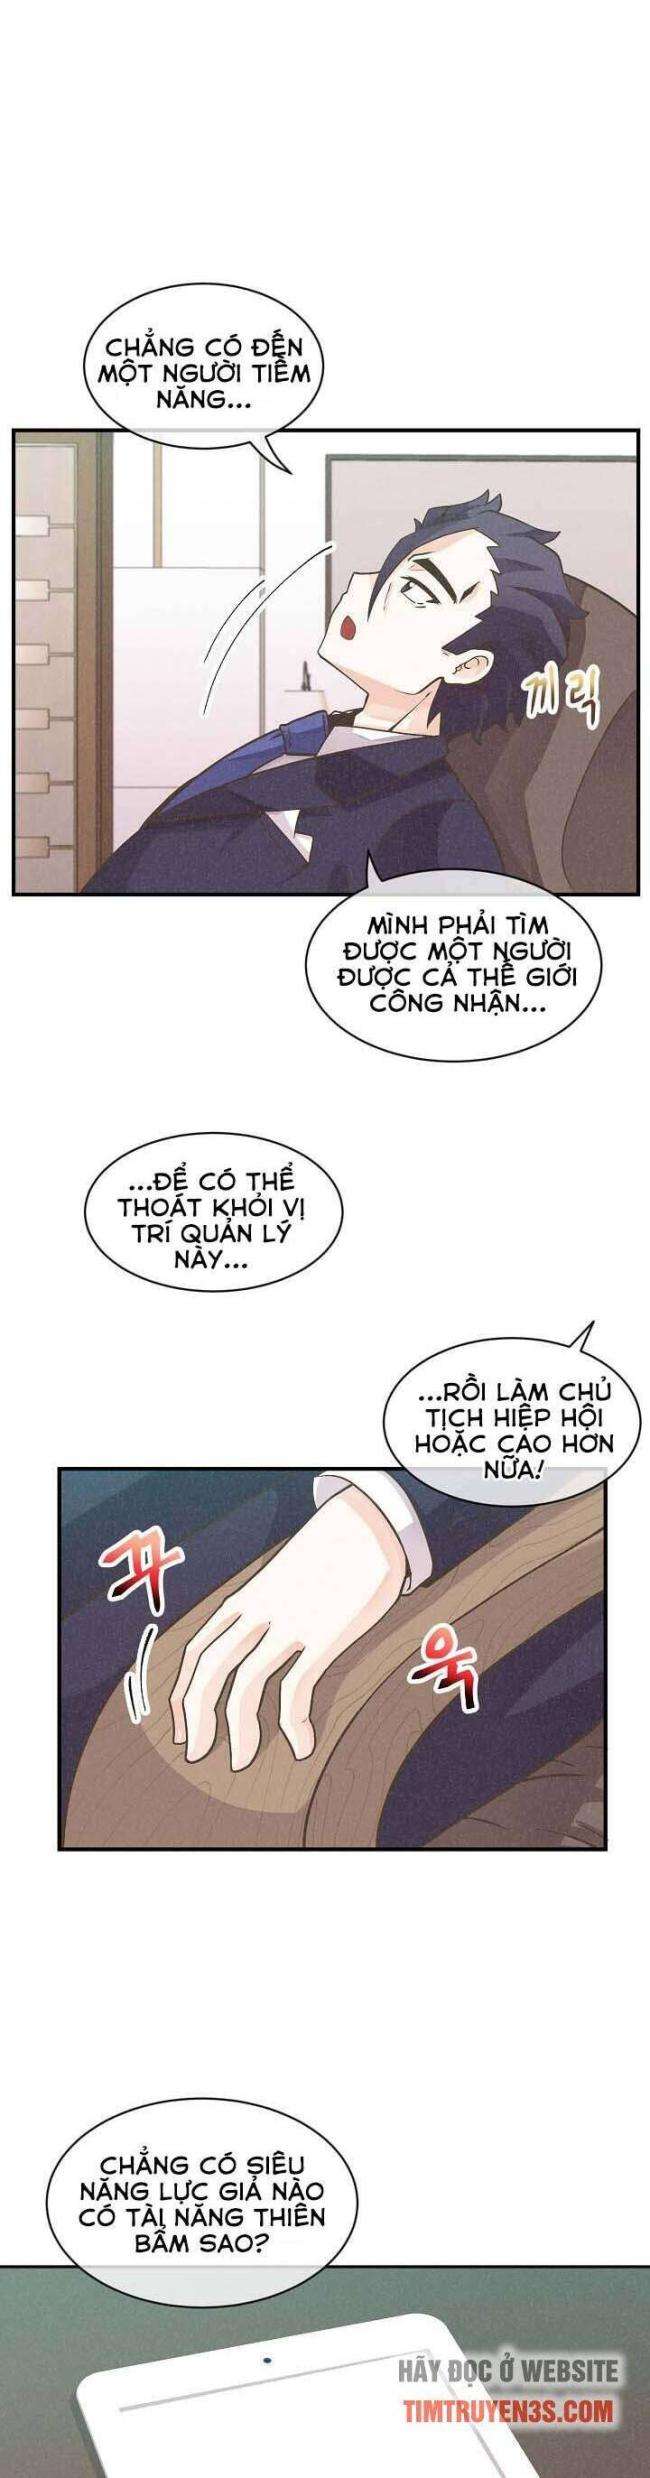 CHẲNG CÓ ĐẾN
MỘT NGƯỜI TIỀM
NĂNG...
끼릭
MÌNH PHẢI TÌM
ĐƯỢC MỘT NGƯỜI
ĐƯỢC CẢ THẾ GIỚI
CÔNG NHẬN...
...ĐỂ CÓ THỂ
THOÁT KHỎI VỊ
TRÍ QUẢN LÝ
NÀY...
...RỒI LÀM CHỦ
TỊCH HIỆP HỘI
HOẶC CAO HƠN
NỮA!
꾸
욱
CHẲNG CÓ SIÊU
NĂNG LỰC GIẢ NÀO
CÓ TÀI NĂNG THIÊN
BẨM SAO?
HÃY ĐỌC Ở WEBSITE
TIMTRUYEN3S.COM